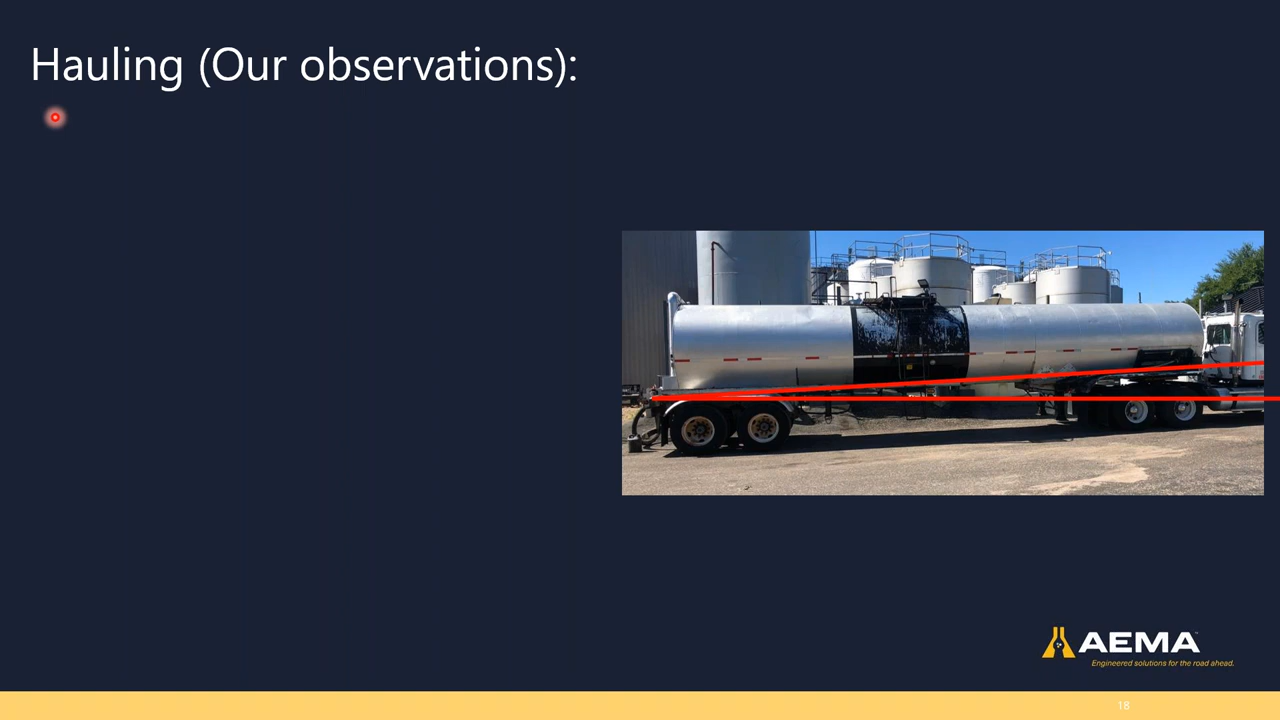 Hauling (Our observations):
AEMA
Engineered solutions for the road ahead.
18